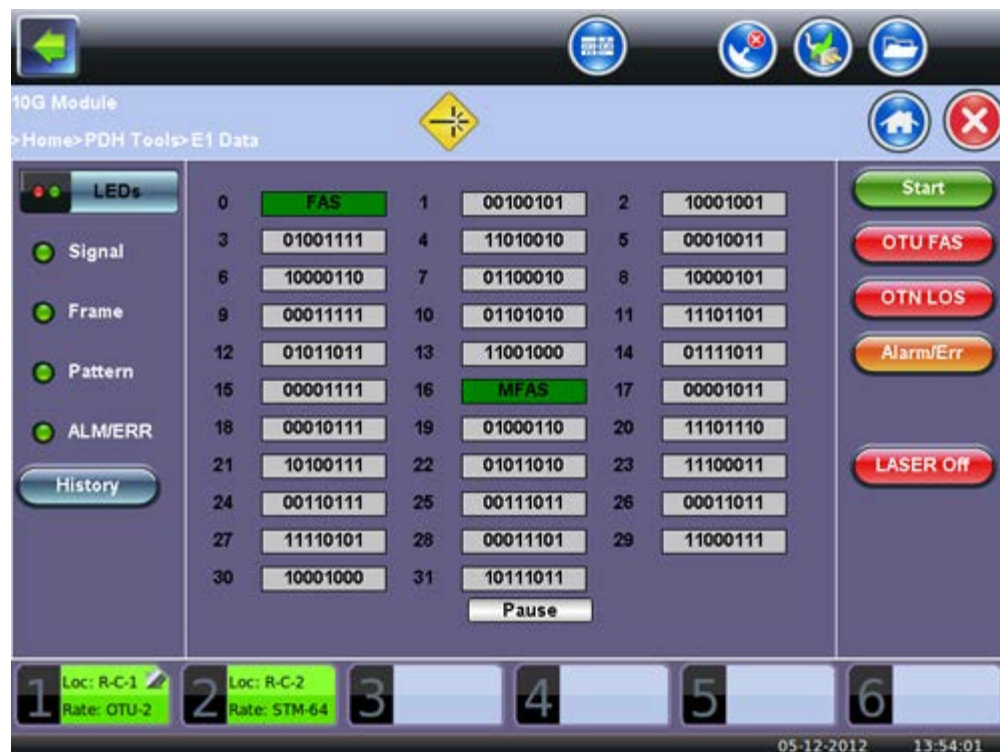 10G Module
>Home>PDH Tools>E1 Data
LEDs
Signal
Frame
Pattern
ALM/ERR
History
0 FAS 1 00100101 2 10001001
3 01001111 4 11010010 5 00010011
6 10000110 7 01100010 8 10000101
9 00011111 10 01101010 11 11101101
12 01011011 13 11001000 14 01111011
15 00001111 16 MFAS 17 00001011
18 00010111 19 01000110 20 11101110
21 10100111 22 01011010 23 11100011
24 00110111 25 00111011 26 00011011
27 11110101 28 00011101 29 11000111
30 10001000 31 10111011
Pause
Start
OTU FAS
OTN LOS
Alarm/Err
LASER Off
1 Loc: R-C-1
Rate: OTU-2
2 Loc: R-C-2
Rate: STM-64
3
4
5
6
05-12-2012 13:54:01